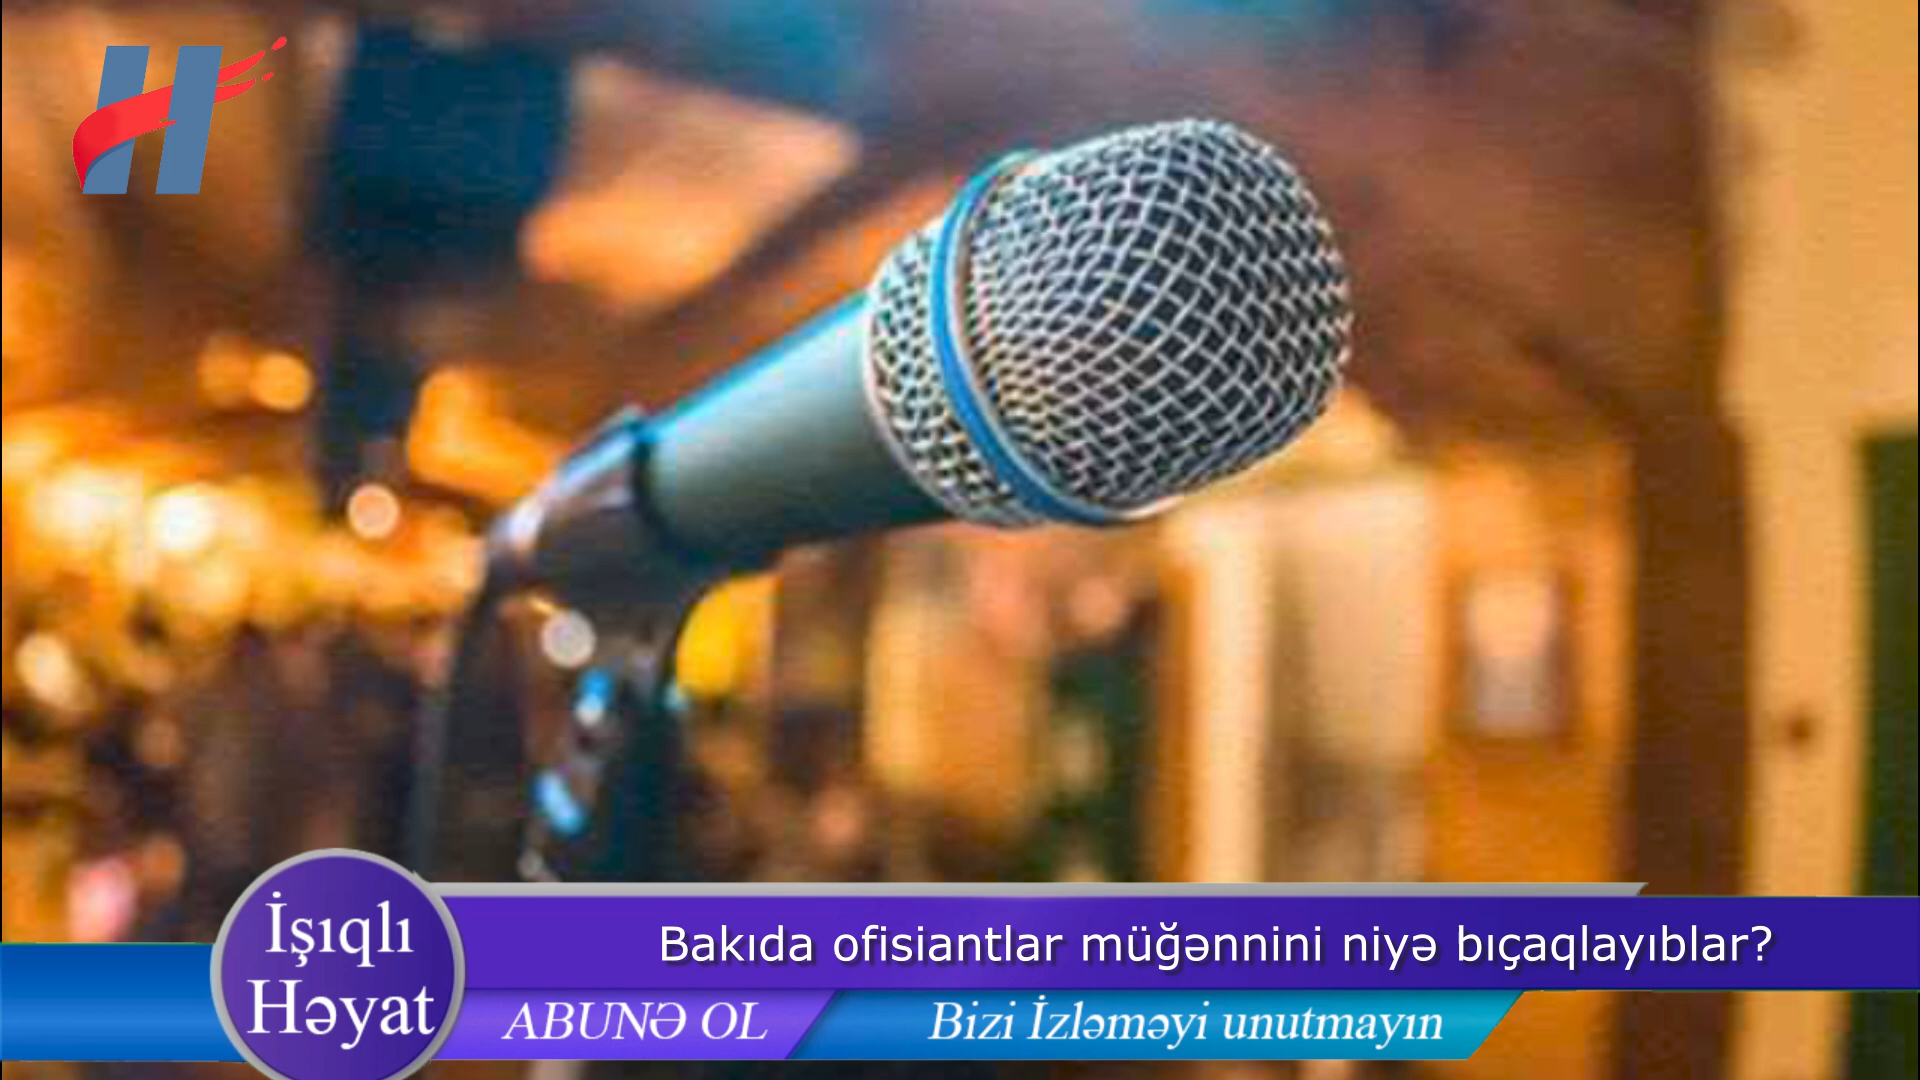 Bakıda ofisiantlar müğənnini niyə bıçaqlayıblar?
İşıqlı
Həyat
ABUNƏ OL
Bizi İzləməyi unutmayın